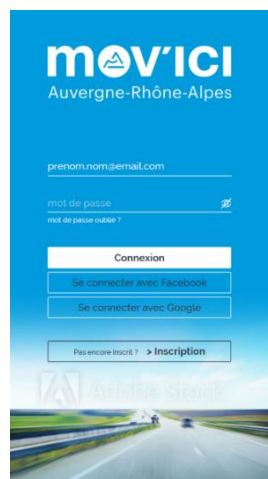 mov'ICI
Auvergne-Rhône-Alpes
prenom.nom@email.com
mot de passe
mot de passe oublié ?
Connexion
Se connecter avec Facebook
Se connecter avec Google
Pas encore inscrit ? > Inscription
Adobe Stock